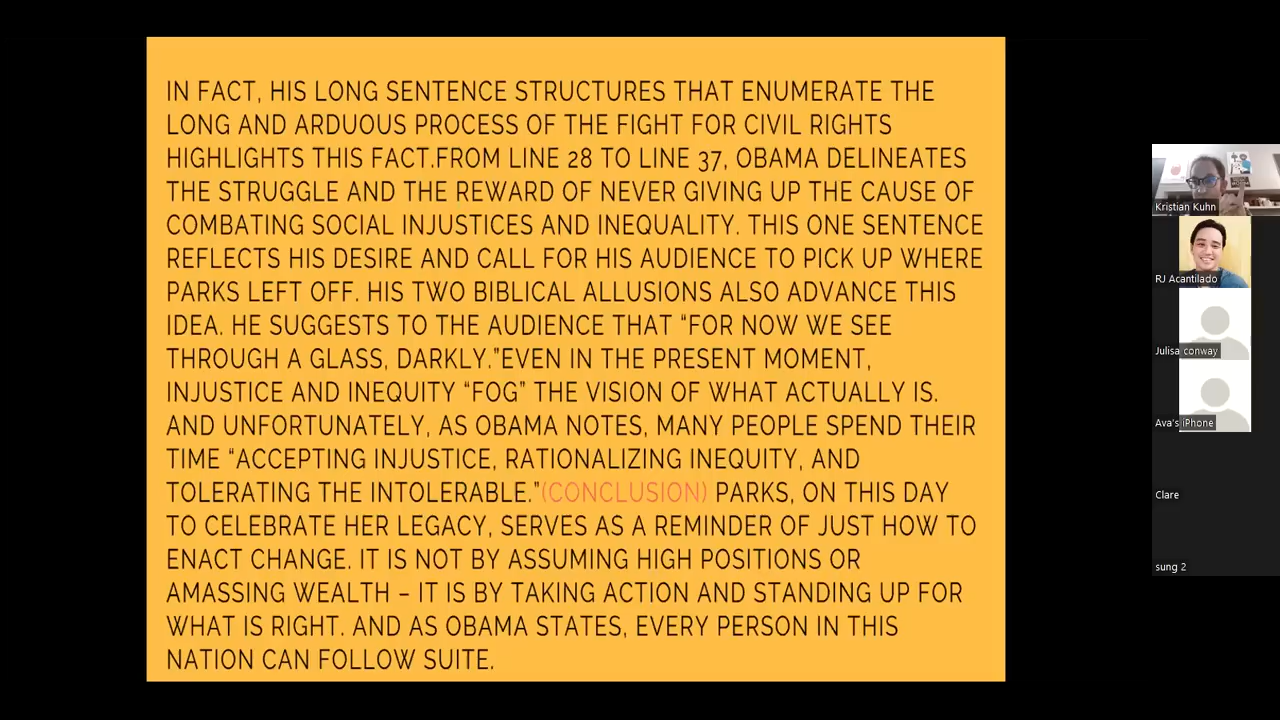 IN FACT, HIS LONG SENTENCE STRUCTURES THAT ENUMERATE THE
LONG AND ARDUOUS PROCESS OF THE FIGHT FOR CIVIL RIGHTS
HIGHLIGHTS THIS FACT.FROM LINE 28 TO LINE 37, OBAMA DELINEATES
THE STRUGGLE AND THE REWARD OF NEVER GIVING UP THE CAUSE OF
COMBATING SOCIAL INJUSTICES AND INEQUALITY. THIS ONE SENTENCE
REFLECTS HIS DESIRE AND CALL FOR HIS AUDIENCE TO PICK UP WHERE
PARKS LEFT OFF. HIS TWO BIBLICAL ALLUSIONS ALSO ADVANCE THIS
IDEA. HE SUGGESTS TO THE AUDIENCE THAT “FOR NOW WE SEE
THROUGH A GLASS, DARKLY.”EVEN IN THE PRESENT MOMENT,
INJUSTICE AND INEQUITY “FOG” THE VISION OF WHAT ACTUALLY IS.
AND UNFORTUNATELY, AS OBAMA NOTES, MANY PEOPLE SPEND THEIR
TIME “ACCEPTING INJUSTICE, RATIONALIZING INEQUITY, AND
TOLERATING THE INTOLERABLE.”(CONCLUSION) PARKS, ON THIS DAY
TO CELEBRATE HER LEGACY, SERVES AS A REMINDER OF JUST HOW TO
ENACT CHANGE. IT IS NOT BY ASSUMING HIGH POSITIONS OR
AMASSING WEALTH – IT IS BY TAKING ACTION AND STANDING UP FOR
WHAT IS RIGHT. AND AS OBAMA STATES, EVERY PERSON IN THIS
NATION CAN FOLLOW SUITE.
Kristian Kuhn
RJ Acantilado
Julisa conway
Ava's iPhone
Clare
sung 2